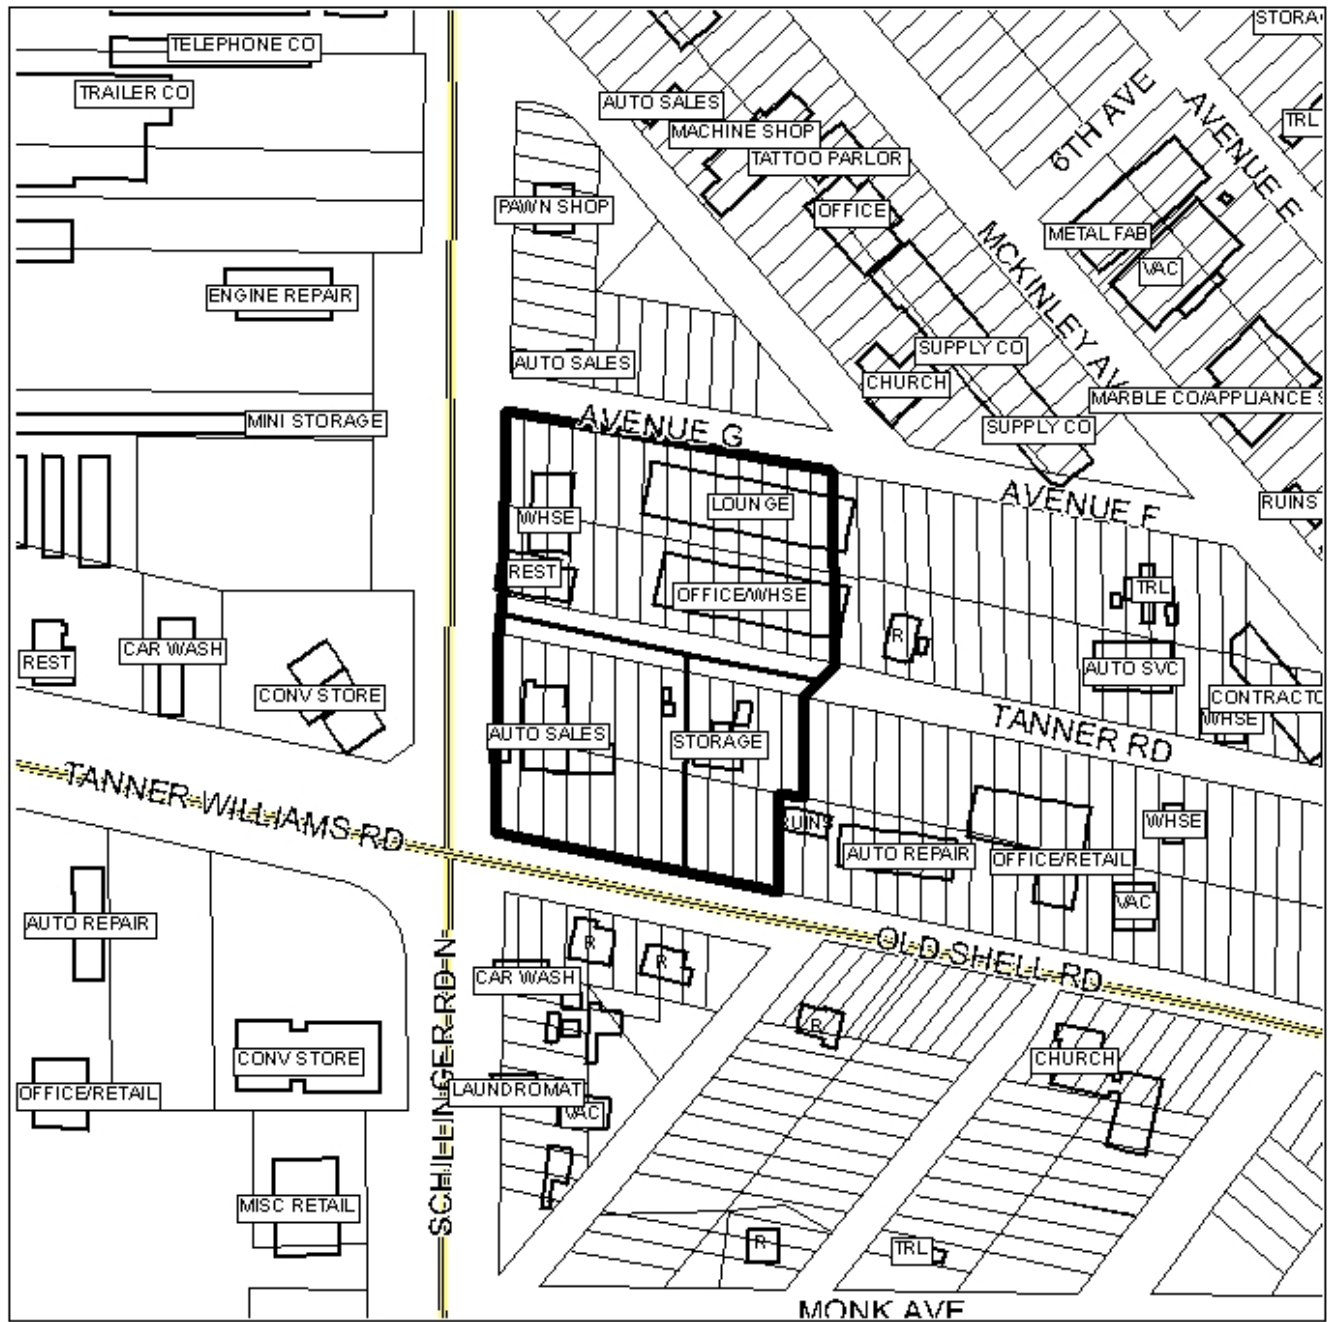 STORA
TELEPHONE CO
TRAILER CO
AUTO SALES
MACHINE SHOP
TATTOO PARLOR
6TH AVE
AVENUE E
TRL
PAWN SHOP
OFFICE
METAL FAB
VAC
ENGINE REPAIR
MCKINLEY AV
SUPPLY CO
AUTO SALES
CHURCH
MARBLE CO/APPLIANCE S
MINI STORAGE
AVENUE G
SUPPLY CO
LOUNGE
AVENUE F
RUINS
WHSE
REST
OFFICE/WHSE
TRL
R
REST
CAR WASH
AUTO SVC
CONV STORE
CONTRACTO
WHSE
AUTO SALES
STORAGE
TANNER RD
TANNER-WILLIAMS RD
RUINS
WHSE
AUTO REPAIR
OFFICE/RETAIL
VAC
AUTO REPAIR
OLD SHELL RD
R
R
CAR WASH
SCHILLINGER RD N
R
CONV STORE
CHURCH
OFFICE/RETAIL
LAUNDROMAT
VAC
MISC RETAIL
R
TRL
MONK AVE